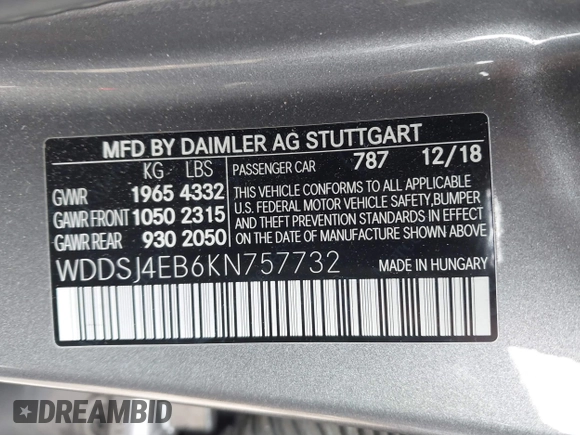 MFD BY DAIMLER AG STUTTGART
KG LBS PASSENGER CAR 787 12/18
GVWR 1965 4332
GAWR FRONT 1050 2315
GAWR REAR 930 2050
THIS VEHICLE CONFORMS TO ALL APPLICABLE
U.S. FEDERAL MOTOR VEHICLE SAFETY,BUMPER
AND THEFT PREVENTION STANDARDS IN EFFECT
ON THE DATE OF MANUFACTURE SHOWN ABOVE.
WDDSJ4EB6KN757732 MADE IN HUNGARY
DREAMBID